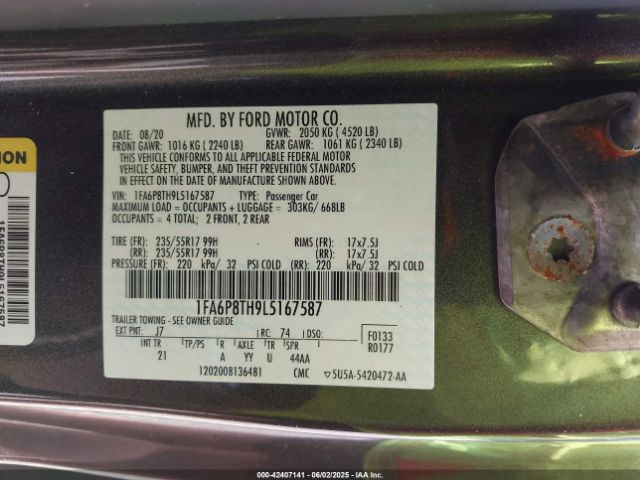 MFD. BY FORD MOTOR CO.
DATE: 08/20 GVWR: 2050 KG ( 4520 LB)
FRONT GAWR: 1016 KG ( 2240 LB) REAR GAWR: 1061 KG ( 2340 LB)
THIS VEHICLE CONFORMS TO ALL APPLICABLE FEDERAL MOTOR
VEHICLE SAFETY, BUMPER, AND THEFT PREVENTION STANDARDS
IN EFFECT ON THE DATE OF MANUFACTURE SHOWN ABOVE.
VIN: 1FA6P8TH9L5167587 TYPE: Passenger Car
MAXIMUM LOAD = OCCUPANTS + LUGGAGE = 303KG/ 668LB
OCCUPANTS = 4 TOTAL; 2 FRONT, 2 REAR
TIRE (FR): 235/55R17 99H RIMS (FR): 17x7.5J
(RR): 235/55R17 99H (RR): 17x7.5J
PRESSURE (FR): 220 kPa/ 32 PSI COLD (RR): 220 kPa/ 32 PSI COLD
1FA6P8TH9L5167587
TRAILER TOWING - SEE OWNER GUIDE
EXT PNT: J7 RC: 74 DSO: F0133
INT TR TP/PS R AXLE TR SPR R0177
21 A YY U 44AA
1202008136481 CMC ▽5U5A-5420472-AA
ION
1FA6P8TH9L5167587
000-42407141 - 06/02/2025 - IAAI.COM